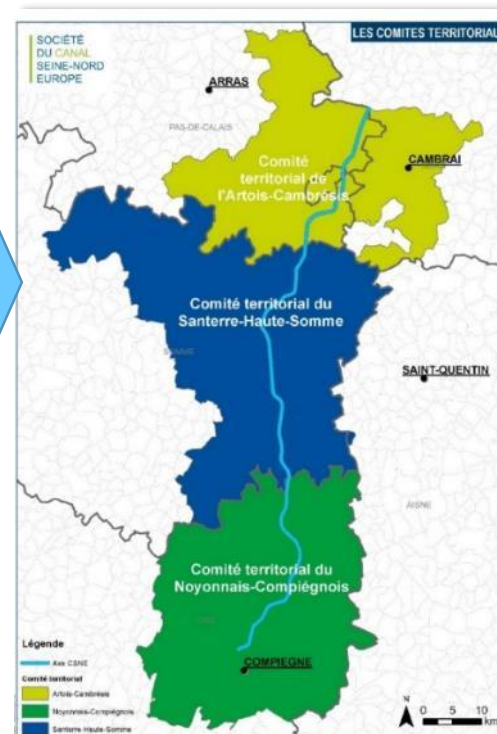 SOCIÉTÉ
DU CANAL
SEINE-NORD
EUROPE
LES COMITES TERRITORIAU
ARRAS
PAS-DE-CALAIS
CAMBRAI
Comité
territorial de
l'Artois-Cambrésis
Comité territorial du
Santerre-Haute-Somme
SOMME
SAINT-QUENTIN
AISNE
Comité territorial du
Noyonnais-Compiégnois
OISE
COMPIEGNE
Légende
Axe CSNE
Comité territorial
Artois-Cambrésis
Noyonnais-Compiégnois
Santerre-Haute-Somme
N
0 5 10
km